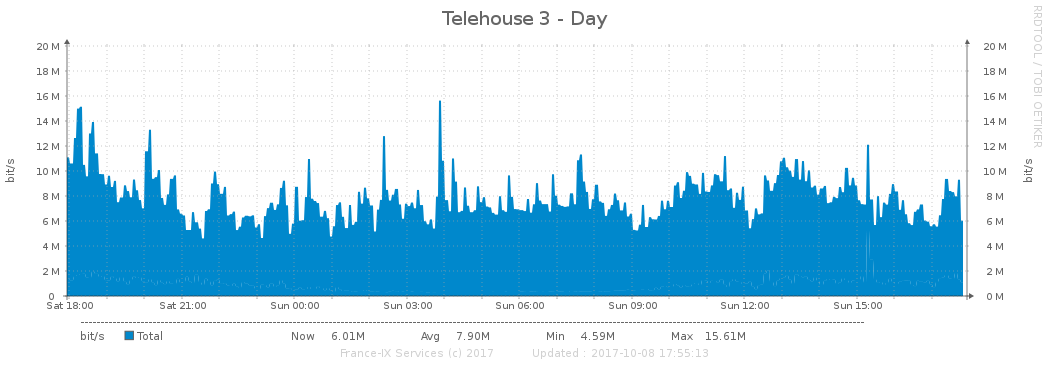 Telehouse 3 - Day
RRDTOOL / TOBI OETIKER
20 M 20 M
18 M 18 M
16 M 16 M
14 M 14 M
12 M 12 M
10 M 10 M
8 M 8 M
6 M 6 M
4 M 4 M
2 M 2 M
0 0 M
bit/s bit/s
Sat 18:00 Sat 21:00 Sun 00:00 Sun 03:00 Sun 06:00 Sun 09:00 Sun 12:00 Sun 15:00
bit/s Total Now 6.01M Avg 7.90M Min 4.59M Max 15.61M
France-IX Services (c) 2017 Updated : 2017-10-08 17:55:13